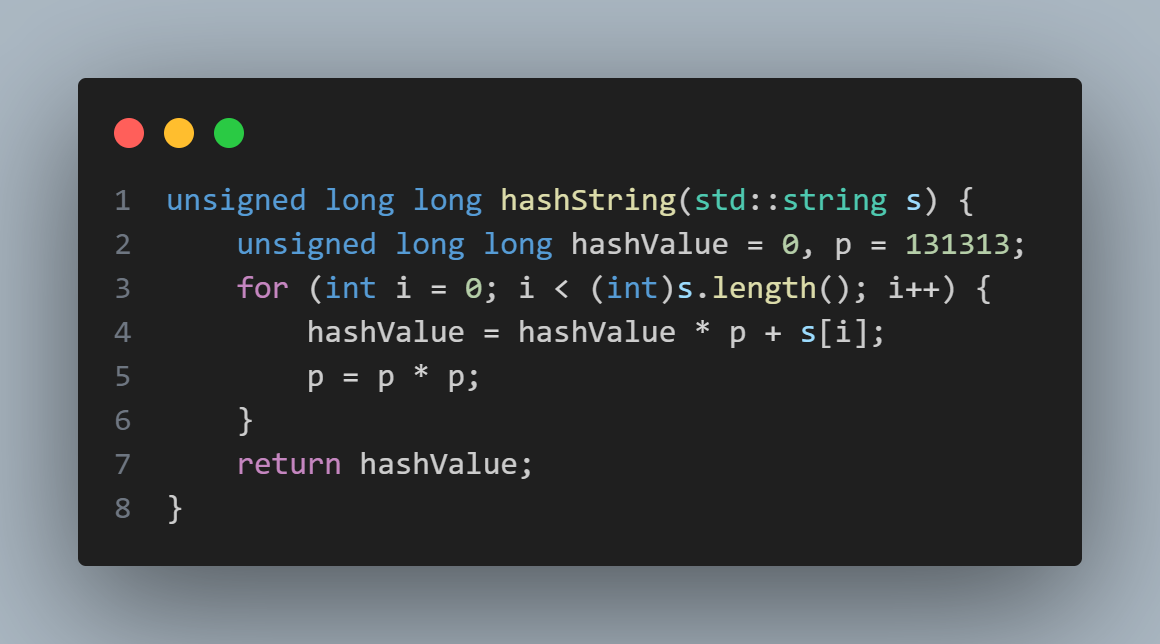 1 unsigned long long hashString(std::string s) {
2     unsigned long long hashValue = 0, p = 131313;
3     for (int i = 0; i < (int)s.length(); i++) {
4         hashValue = hashValue * p + s[i];
5         p = p * p;
6     }
7     return hashValue;
8 }